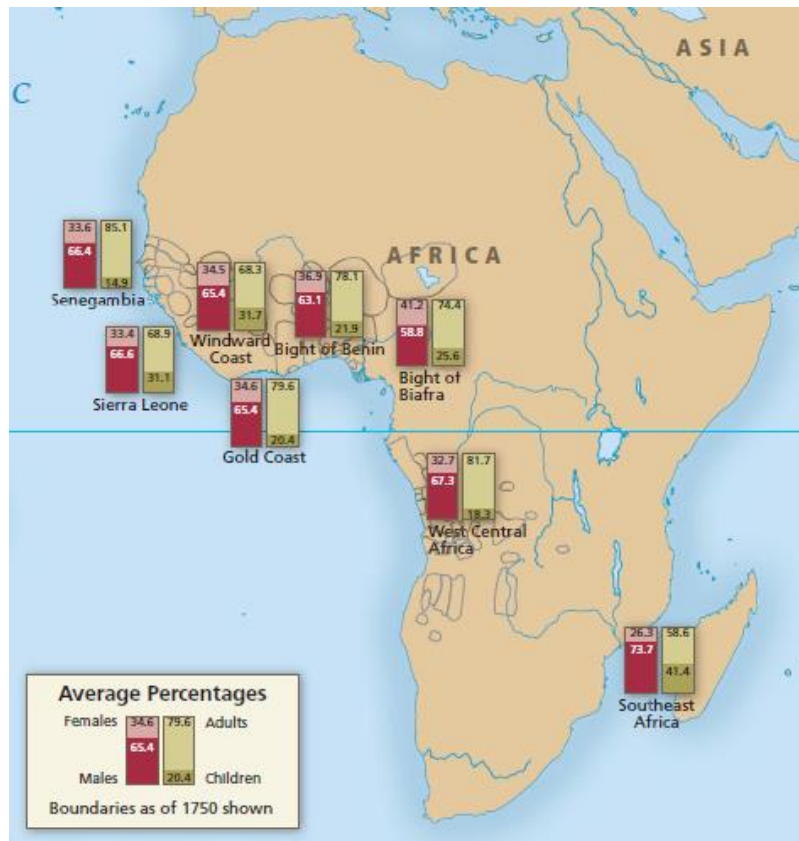 ASIA
C
AFRICA
33.6 85.1
66.4
14.9
Senegambia
34.5 68.3
65.4
31.7
Windward
Coast
36.9 78.1
63.1
21.9
Bight of Benin
41.2 74.4
58.8
25.6
Bight of
Biafra
33.4 68.9
66.6
31.1
Sierra Leone
34.6 79.6
65.4
20.4
Gold Coast
32.7 81.7
67.3
18.3
West Central
Africa
26.3 58.6
73.7
41.4
Southeast
Africa
Average Percentages
Females 34.6 79.6 Adults
65.4
Males 20.4 Children
Boundaries as of 1750 shown